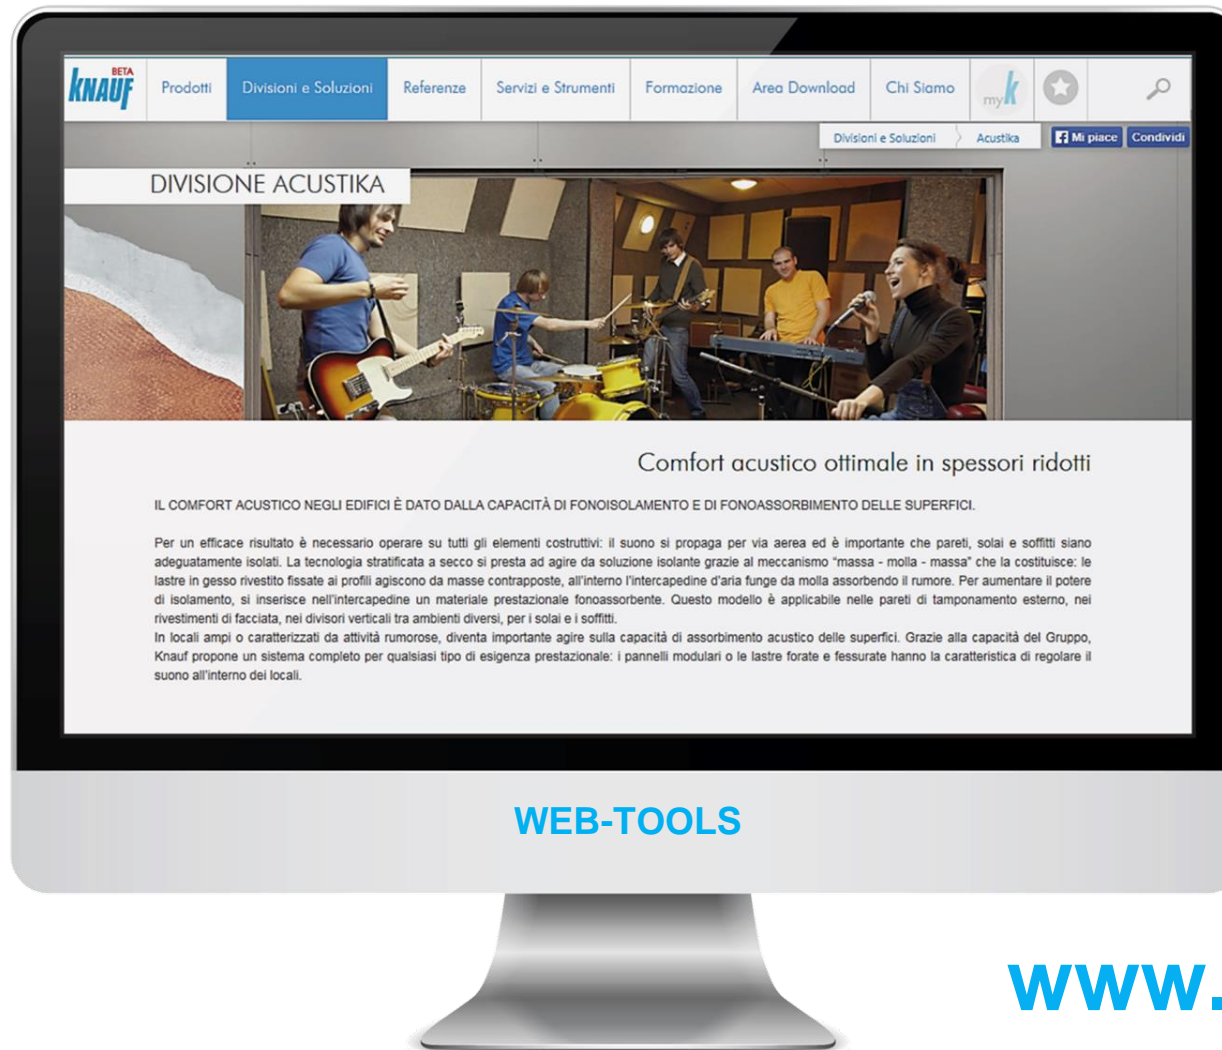 KNAUF
BETA
Prodotti
Divisioni e Soluzioni
Referenze
Servizi e Strumenti
Formazione
Area Download
Chi Siamo
myk
Divisioni e Soluzioni
Acustika
Mi piace
Condividi
DIVISIONE ACUSTIKA
Comfort acustico ottimale in spessori ridotti
IL COMFORT ACUSTICO NEGLI EDIFICI È DATO DALLA CAPACITÀ DI FONOISOLAMENTO E DI FONOASSORBIMENTO DELLE SUPERFICI.
Per un efficace risultato è necessario operare su tutti gli elementi costruttivi: il suono si propaga per via aerea ed è importante che pareti, solai e soffitti siano
adeguatamente isolati. La tecnologia stratificata a secco si presta ad agire da soluzione isolante grazie al meccanismo “massa - molla - massa” che la costituisce: le
lastre in gesso rivestito fissate ai profili agiscono da masse contrapposte, all’interno l’intercapedine d’aria funge da molla assorbendo il rumore. Per aumentare il potere
di isolamento, si inserisce nell’intercapedine un materiale prestazionale fonoassorbente. Questo modello è applicabile nelle pareti di tamponamento esterno, nei
rivestimenti di facciata, nei divisori verticali tra ambienti diversi, per i solai e i soffitti.
In locali ampi o caratterizzati da attività rumorose, diventa importante agire sulla capacità di assorbimento acustico delle superfici. Grazie alla capacità del Gruppo,
Knauf propone un sistema completo per qualsiasi tipo di esigenza prestazionale: i pannelli modulari o le lastre forate e fessurate hanno la caratteristica di regolare il
suono all’interno dei locali.
WEB-TOOLS
www.